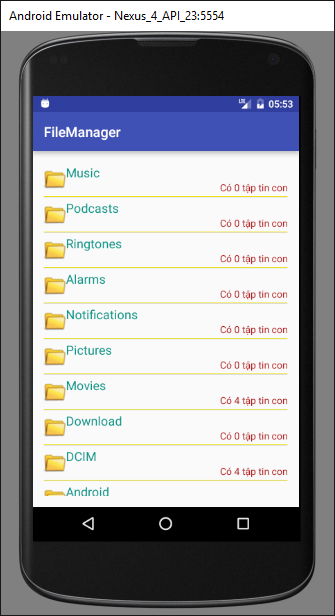 Android Emulator - Nexus_4_API_23:5554
LTE 05:53
FileManager
Music
Có 0 tập tin con
Podcasts
Có 0 tập tin con
Ringtones
Có 0 tập tin con
Alarms
Có 0 tập tin con
Notifications
Có 0 tập tin con
Pictures
Có 0 tập tin con
Movies
Có 4 tập tin con
Download
Có 0 tập tin con
DCIM
Có 4 tập tin con
Android